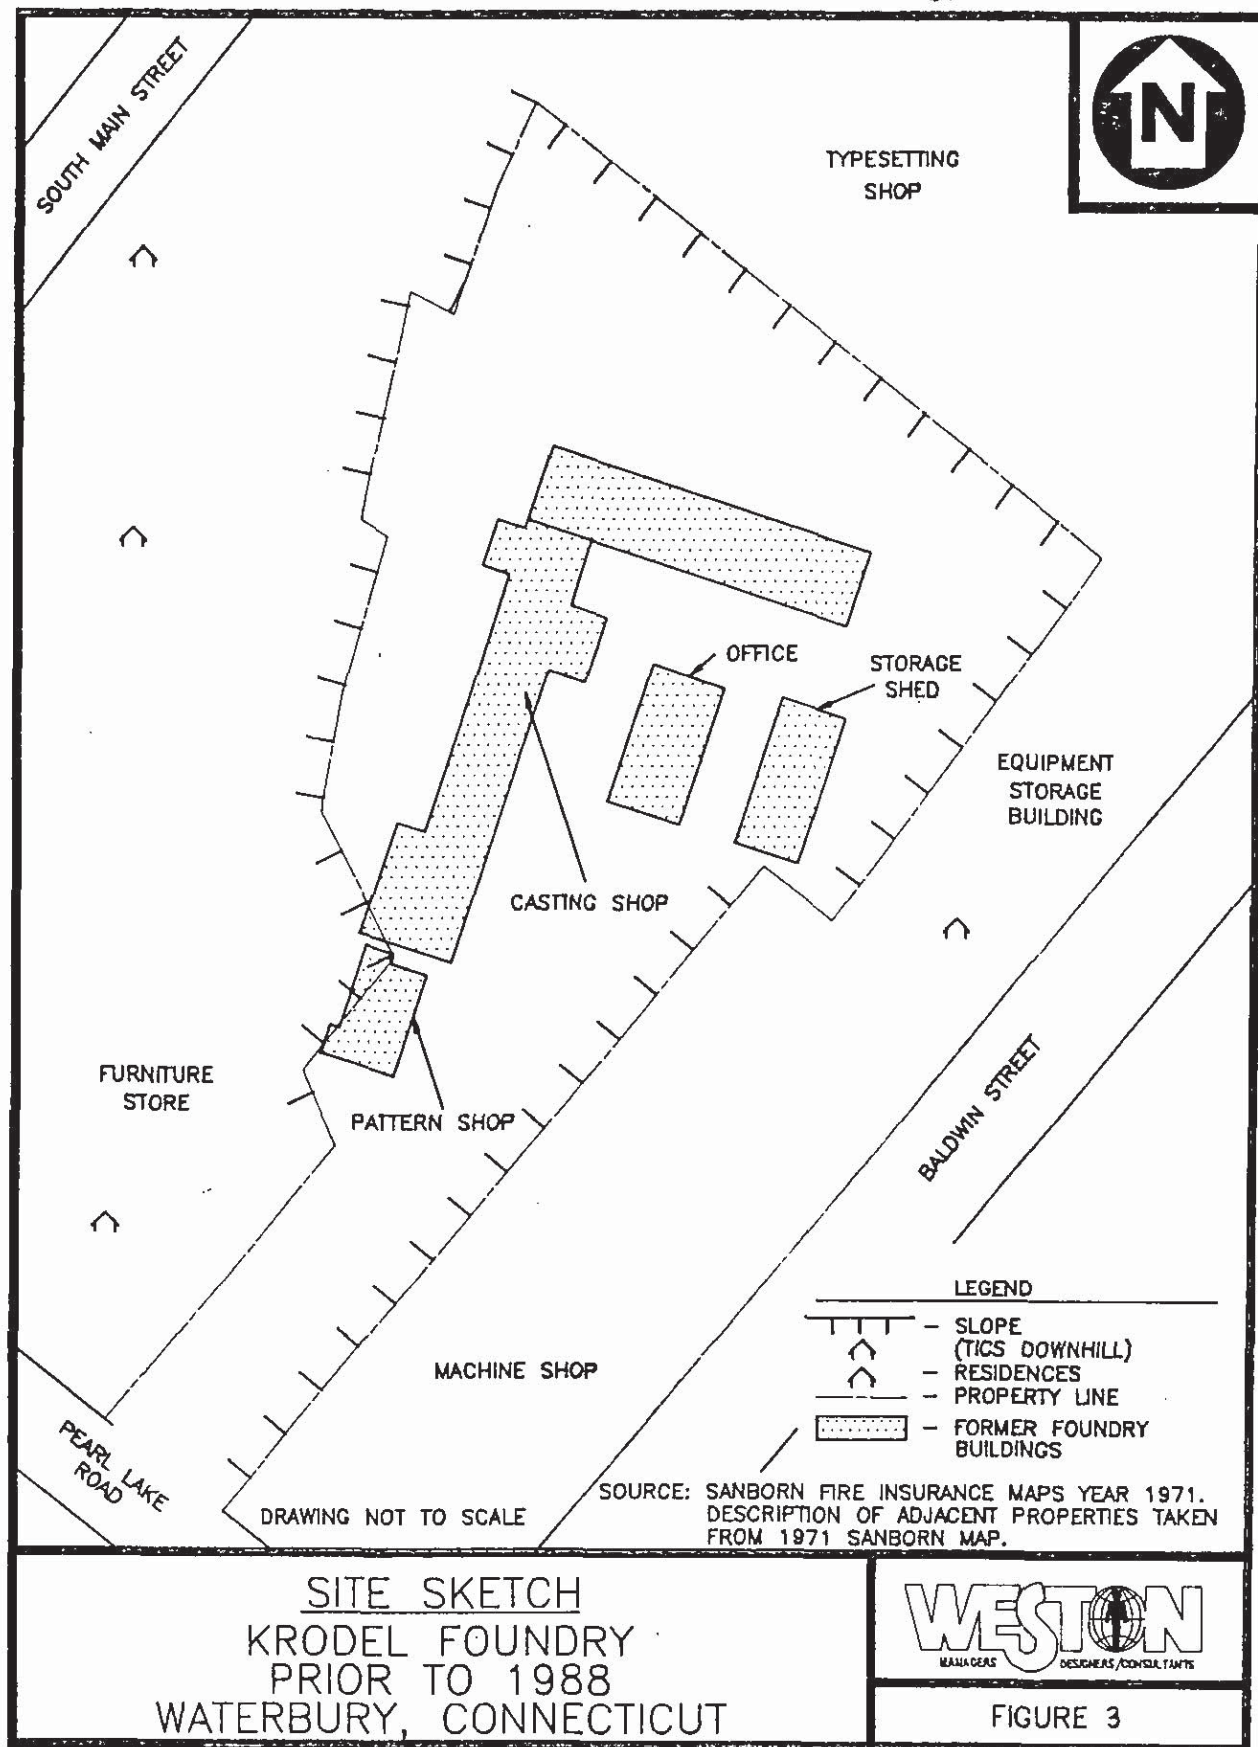 SOUTH MAIN STREET
N
TYPESETTING
SHOP
OFFICE
STORAGE
SHED
EQUIPMENT
STORAGE
BUILDING
CASTING SHOP
FURNITURE
STORE
PATTERN SHOP
BALDWIN STREET
MACHINE SHOP
PEARL LAKE
ROAD
LEGEND
– SLOPE
(TICS DOWNHILL)
– RESIDENCES
– PROPERTY LINE
– FORMER FOUNDRY
BUILDINGS
DRAWING NOT TO SCALE
SOURCE: SANBORN FIRE INSURANCE MAPS YEAR 1971.
DESCRIPTION OF ADJACENT PROPERTIES TAKEN
FROM 1971 SANBORN MAP.
SITE SKETCH
KRODEL FOUNDRY
PRIOR TO 1988
WATERBURY, CONNECTICUT
WESTON
MANAGERS DESIGNERS/CONSULTANTS
FIGURE 3